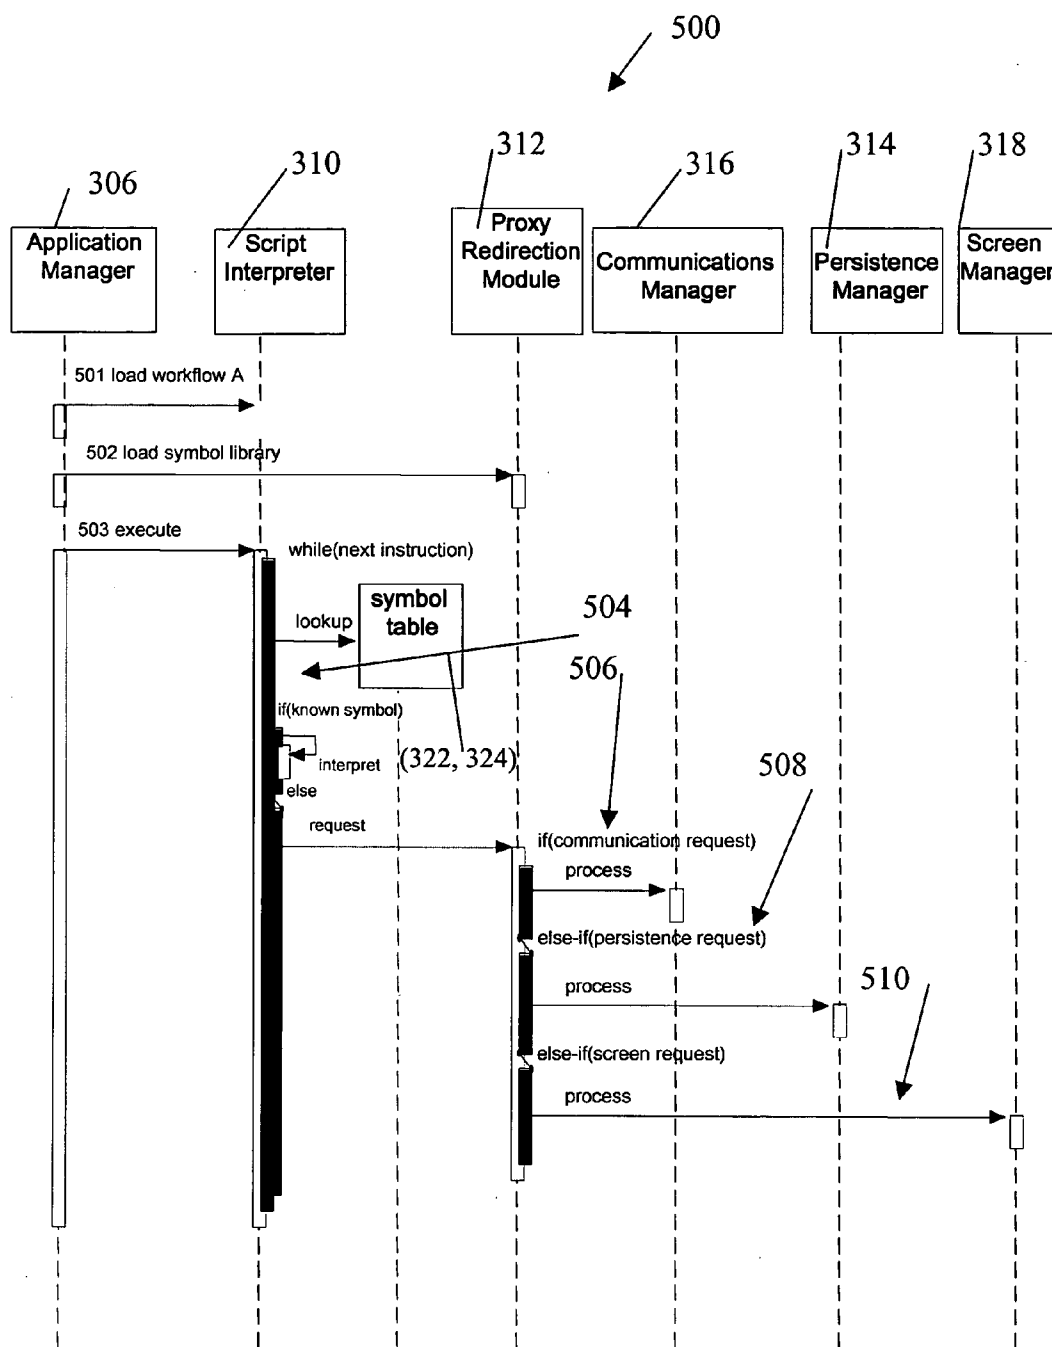 500
306
310
312
316
314
318
Application
Manager
Script
Interpreter
Proxy
Redirection
Module
Communications
Manager
Persistence
Manager
Screen
Manager
501 load workflow A
502 load symbol library
503 execute
while(next instruction)
symbol
table
lookup
504
506
if(known symbol)
interpret
(322, 324)
else
508
request
if(communication request)
process
else-if(persistence request)
510
process
else-if(screen request)
process